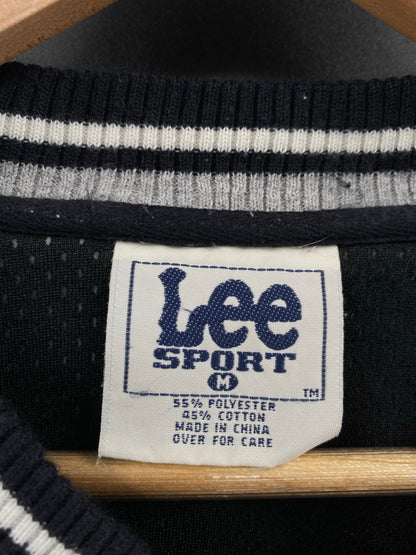 Lee
SPORT
M
TM
55% POLYESTER
45% COTTON
MADE IN CHINA
OVER FOR CARE